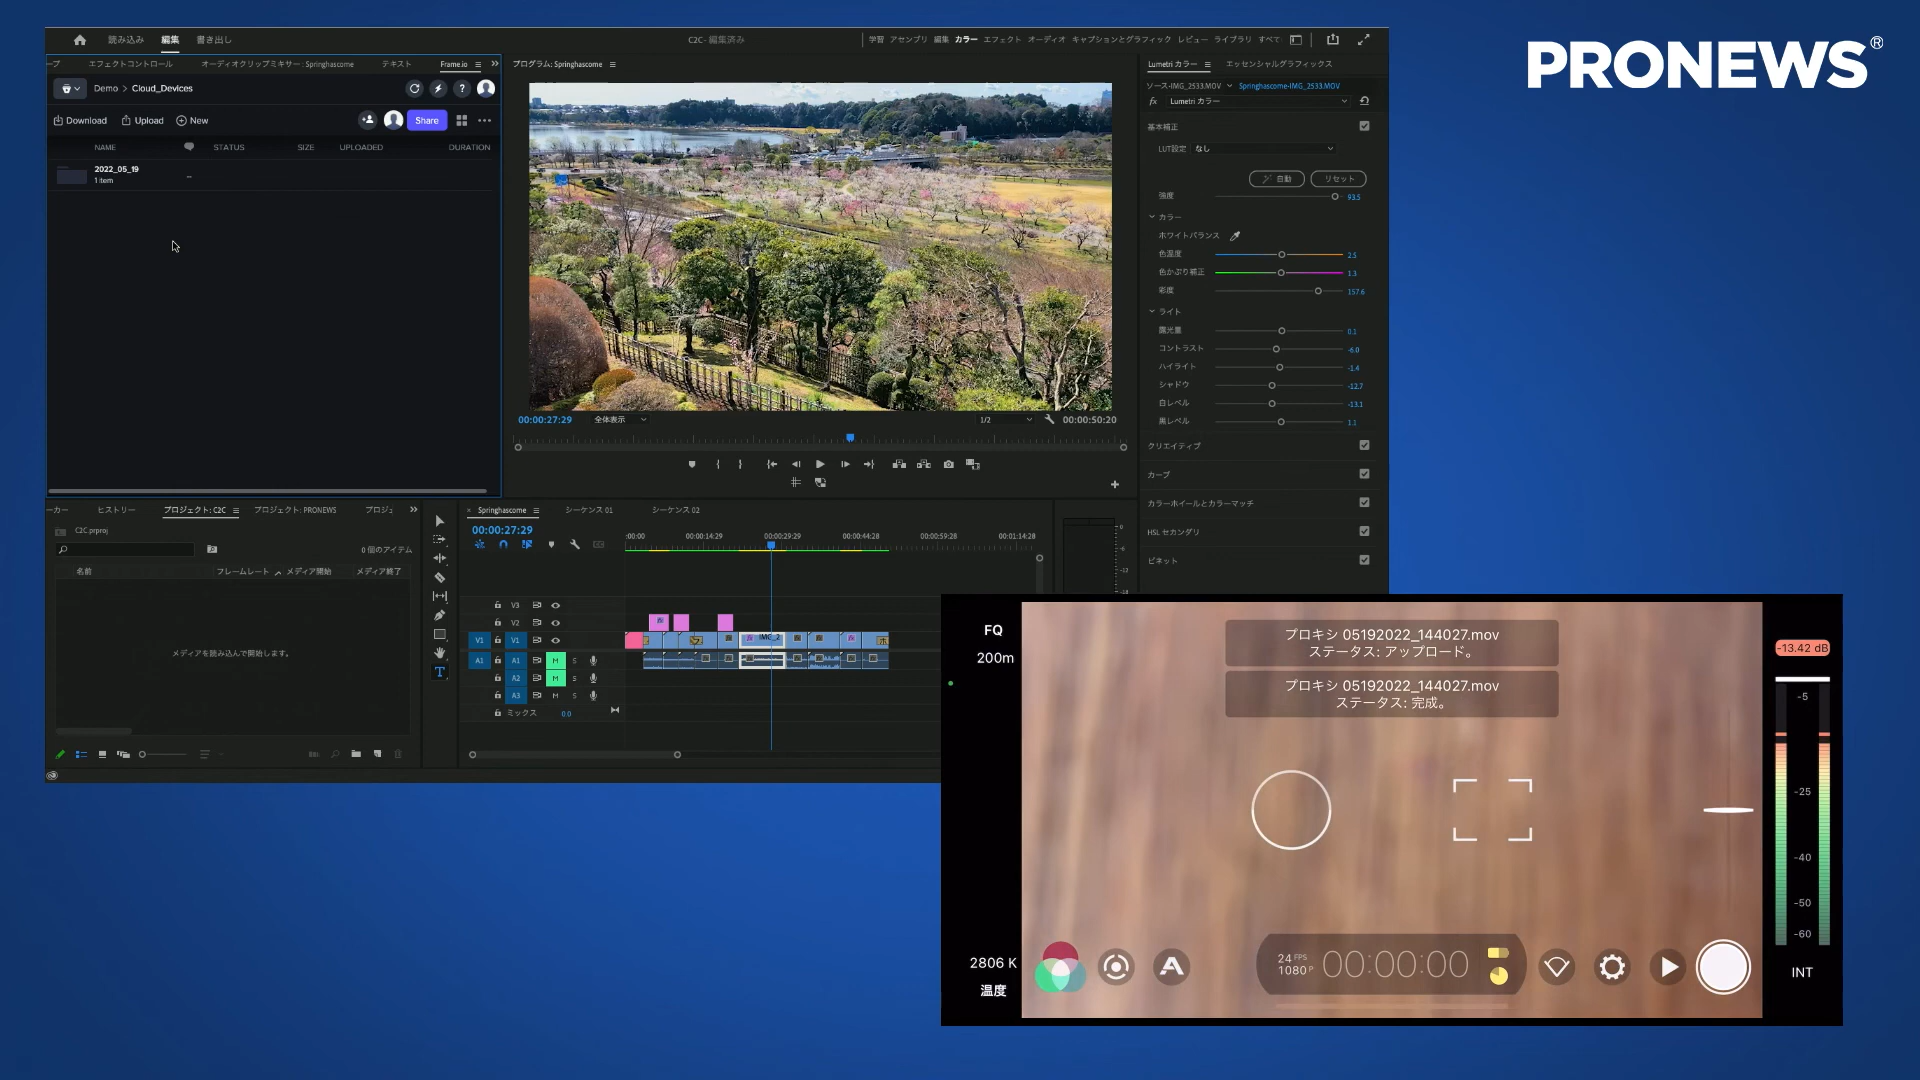 PRONEWS®
読み込み 編集 書き出し
C2C - 編集済み
学習 アセンブリ 編集 カラー エフェクト オーディオ キャプションとグラフィック レビュー ライブラリ すべて
エフェクトコントロール オーディオクリップミキサー: Springhascome テキスト Frame.io
Demo > Cloud_Devices
Download Upload New Share
NAME STATUS SIZE UPLOADED DURATION
2022_05_19
1 item
--
プログラム: Springhascome
00:00:27:29 全体表示 1/2 00:00:50:20
Lumetri カラー エッセンシャルグラフィックス
ソース・IMG_2533.MOV Springhascome・IMG_2533.MOV
fx Lumetri カラー
基本補正
LUT設定 なし
自動 リセット
強度 93.5
カラー
ホワイトバランス
色温度 2.5
色かぶり補正 1.3
彩度 157.6
ライト
露光量 0.1
コントラスト -6.0
ハイライト -1.4
シャドウ -12.7
白レベル -13.1
黒レベル 1.1
クリエイティブ
カーブ
カラーホイールとカラーマッチ
HSL セカンダリ
ビネット
ーカー ヒストリー プロジェクト: C2C プロジェクト: PRONEWS プロジェ
C2C.prproj
0 個のアイテム
名前 フレームレート メディア開始 メディア終了
メディアを読み込んで開始します。
× Springhascome シーケンス 01 シーケンス 02
00:00:27:29
:00:00 00:00:14:29 00:00:29:29 00:00:44:28 00:00:59:28 00:01:14:28
V3
V2
V1 V1
A1 A1 M S
A2 M S
A3 M S
ミックス 0.0
IMG_2
FQ
200m
2806 K
温度
プロキシ 05192022_144027.mov
ステータス: アップロード。
プロキシ 05192022_144027.mov
ステータス: 完成。
24 FPS
1080 P
00:00:00
-13.42 dB
-5
-25
-40
-50
-60
INT